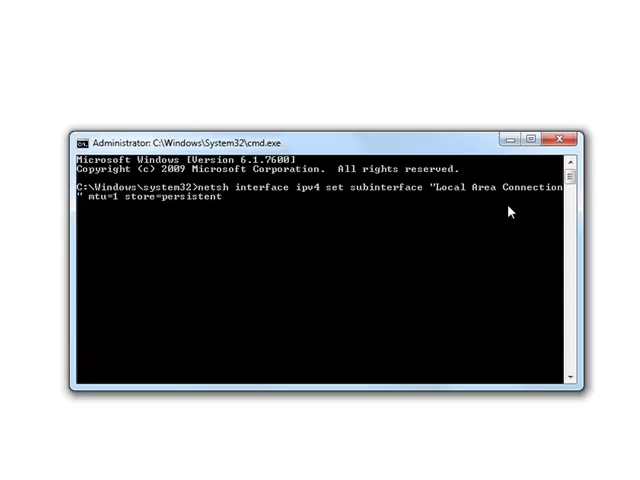 Administrator: C:\Windows\System32\cmd.exe
Microsoft Windows [Version 6.1.7600]
Copyright (c) 2009 Microsoft Corporation.  All rights reserved.
C:\Windows\system32>netsh interface ipv4 set subinterface "Local Area Connection
" mtu=1 store=persistent